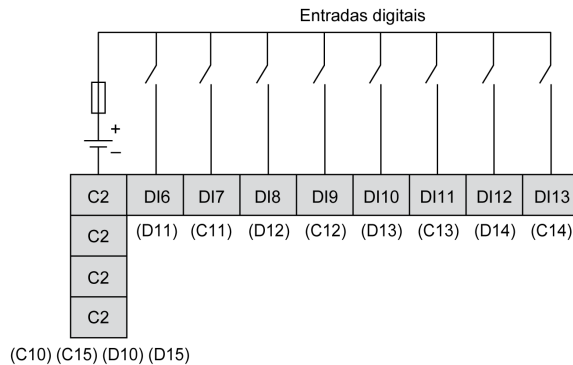 Entradas digitais
+
–
C2 DI6 DI7 DI8 DI9 DI10 DI11 DI12 DI13
C2 (D11) (C11) (D12) (C12) (D13) (C13) (D14) (C14)
C2
C2
(C10) (C15) (D10) (D15)